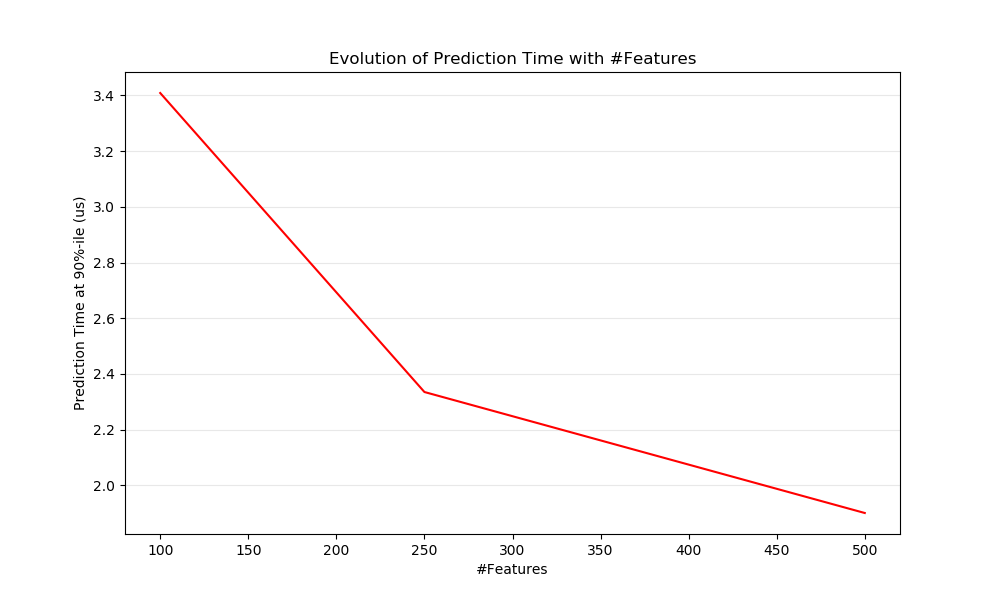 Evolution of Prediction Time with #Features
Prediction Time at 90%-ile (us)
3.4
3.2
3.0
2.8
2.6
2.4
2.2
2.0
100 150 200 250 300 350 400 450 500
#Features